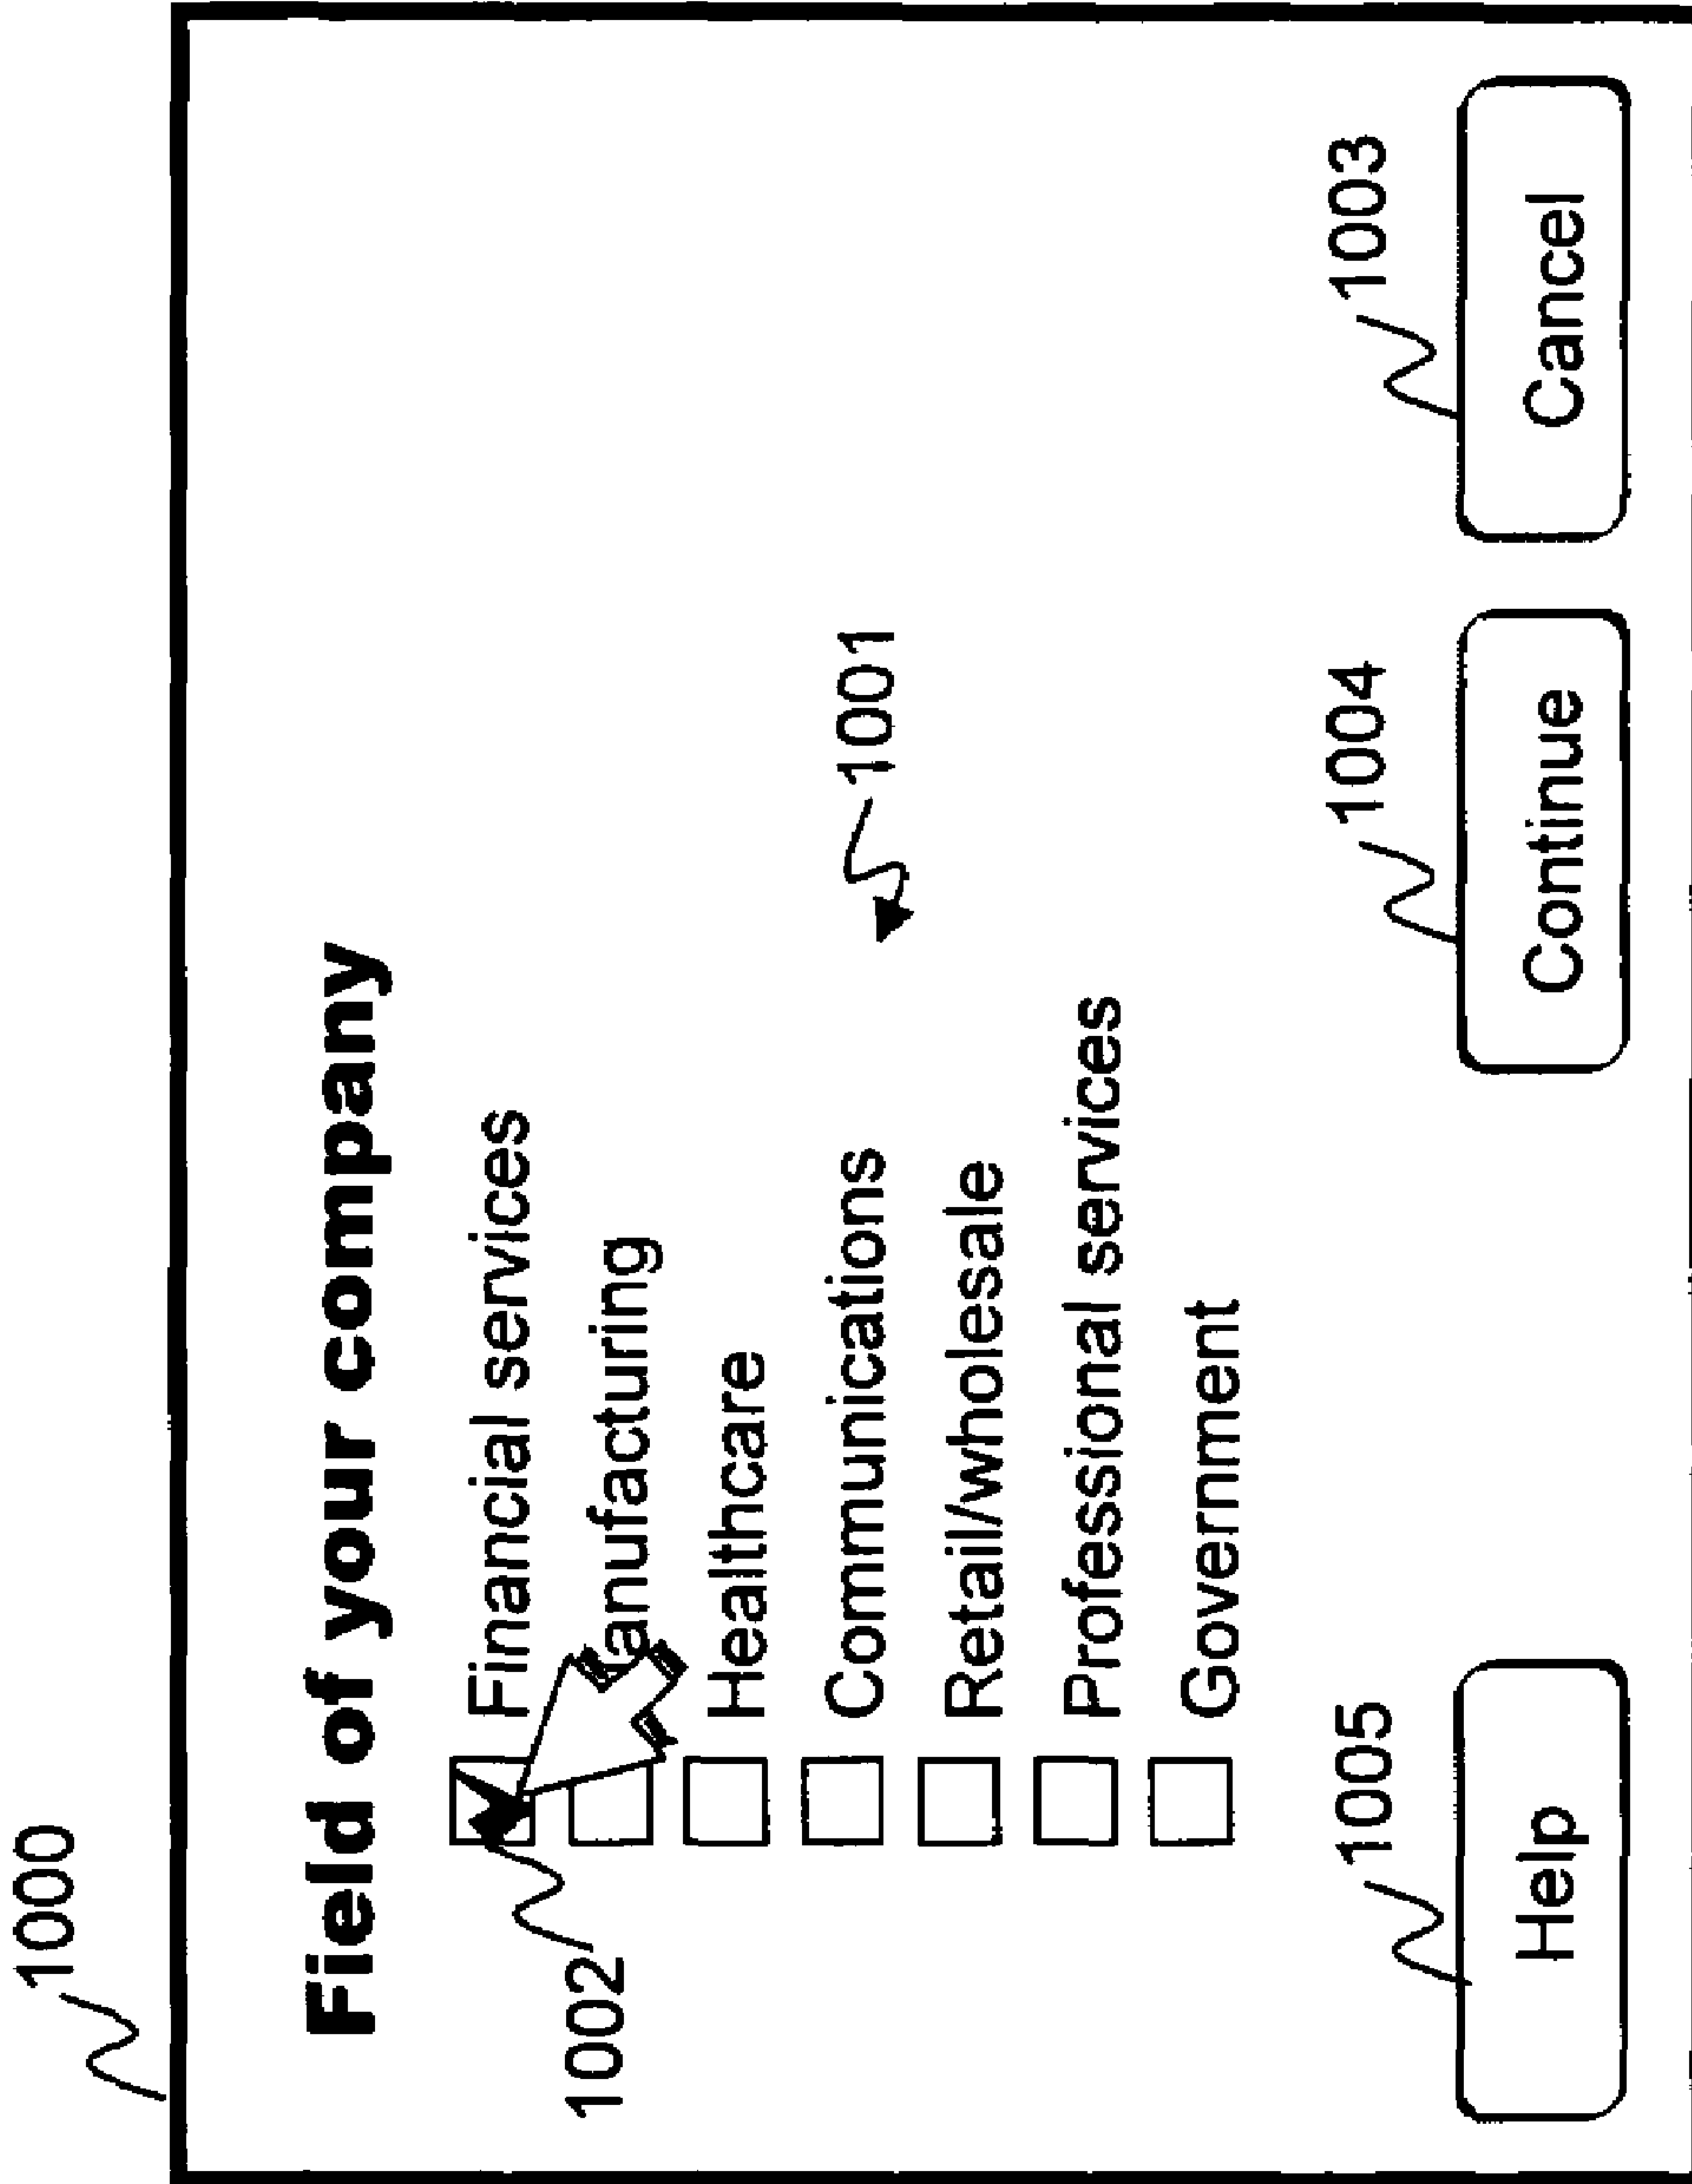 1000
Field of your company
Financial services
1002
anufacturing
Healthcare
Communications
1001
Retail/wholesale
Professional services
Government
1005
1004
1003
Help
Continue
Cancel